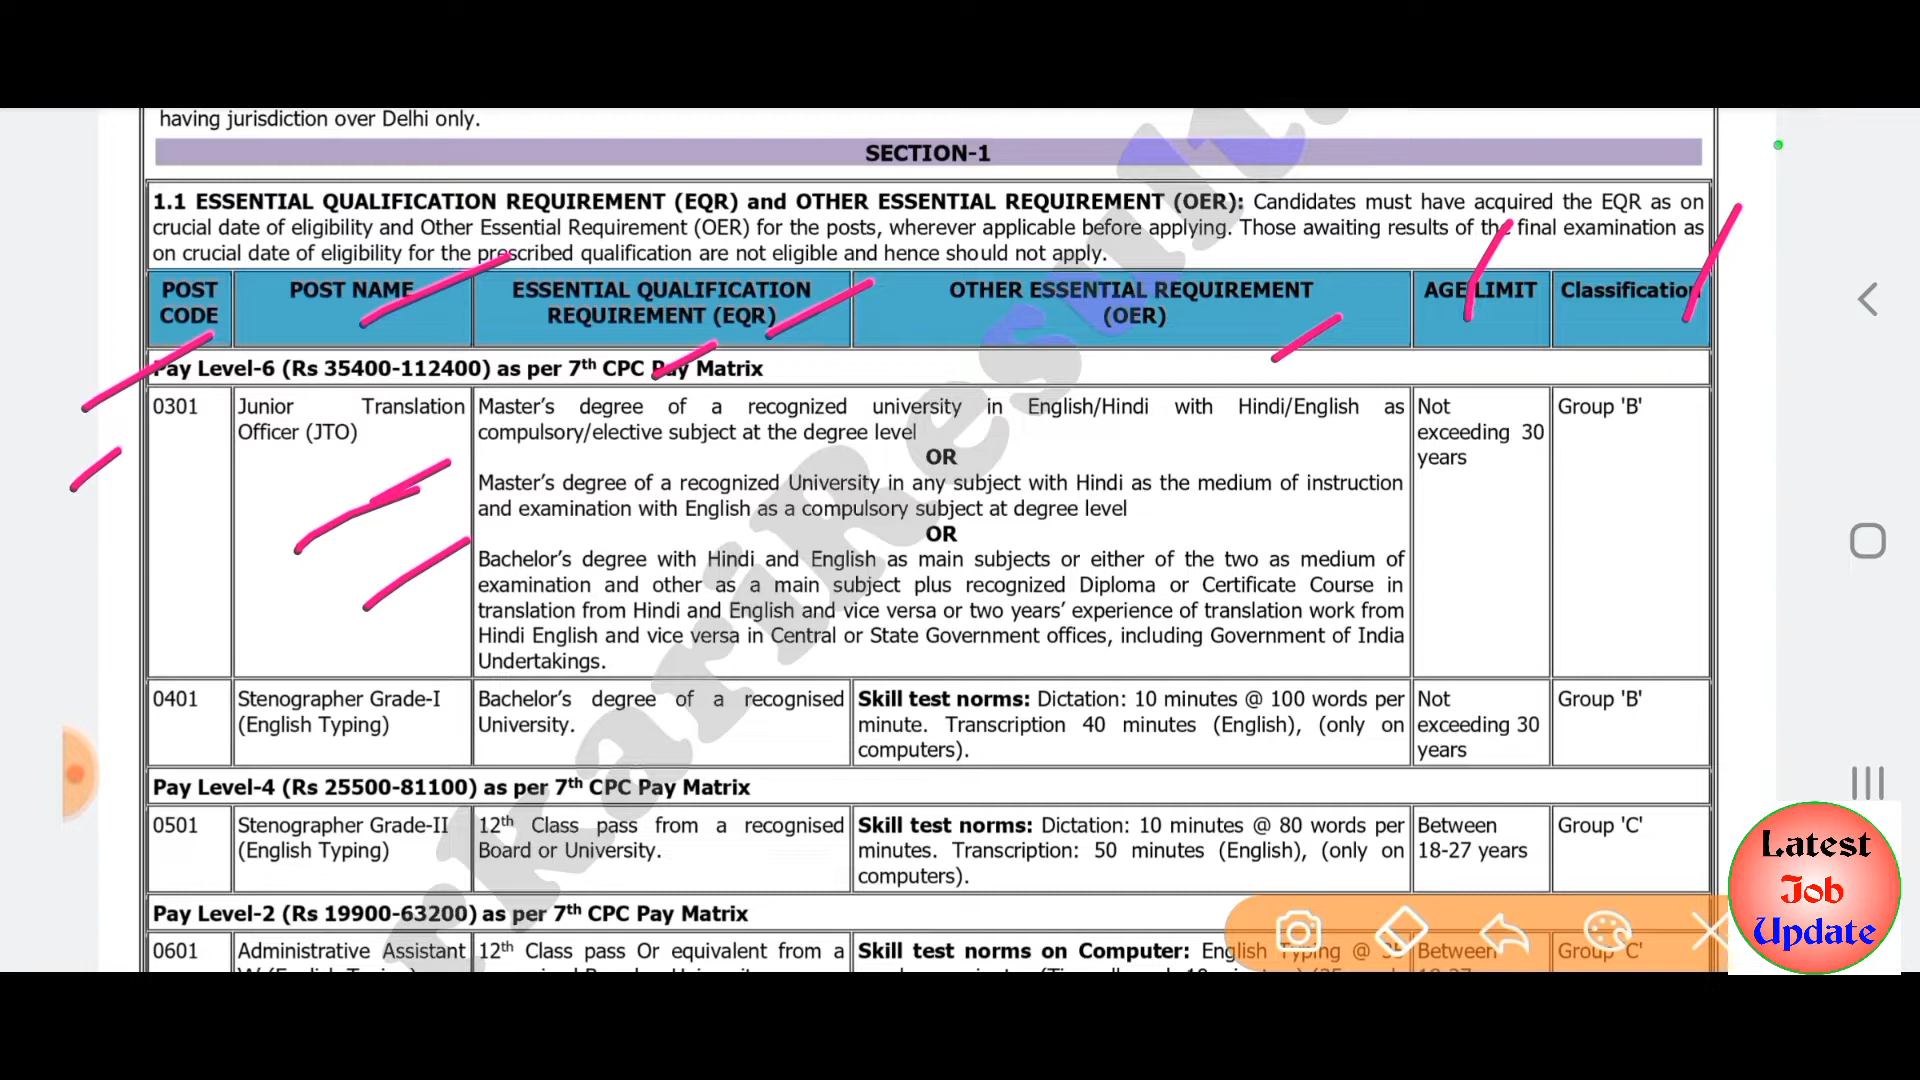 having jurisdiction over Delhi only.
SECTION-1
1.1 ESSENTIAL QUALIFICATION REQUIREMENT (EQR) and OTHER ESSENTIAL REQUIREMENT (OER): Candidates must have acquired the EQR as on
crucial date of eligibility and Other Essential Requirement (OER) for the posts, wherever applicable before applying. Those awaiting results of the final examination as
on crucial date of eligibility for the prescribed qualification are not eligible and hence should not apply.
POST CODE
POST NAME
ESSENTIAL QUALIFICATION
REQUIREMENT (EQR)
OTHER ESSENTIAL REQUIREMENT
(OER)
AGE LIMIT
Classification
Pay Level-6 (Rs 35400-112400) as per 7th CPC Pay Matrix
0301
Junior Translation
Officer (JTO)
Master's degree of a recognized university in English/Hindi with Hindi/English as
compulsory/elective subject at the degree level
OR
Master's degree of a recognized University in any subject with Hindi as the medium of instruction
and examination with English as a compulsory subject at degree level
OR
Bachelor's degree with Hindi and English as main subjects or either of the two as medium of
examination and other as a main subject plus recognized Diploma or Certificate Course in
translation from Hindi and English and vice versa or two years' experience of translation work from
Hindi English and vice versa in Central or State Government offices, including Government of India
Undertakings.
Not
exceeding 30
years
Group 'B'
0401
Stenographer Grade-I
(English Typing)
Bachelor's degree of a recognised
University.
Skill test norms: Dictation: 10 minutes @ 100 words per
minute. Transcription 40 minutes (English), (only on
computers).
Not
exceeding 30
years
Group 'B'
Pay Level-4 (Rs 25500-81100) as per 7th CPC Pay Matrix
0501
Stenographer Grade-II
(English Typing)
12th Class pass from a recognised
Board or University.
Skill test norms: Dictation: 10 minutes @ 80 words per
minutes. Transcription: 50 minutes (English), (only on
computers).
Between
18-27 years
Group 'C'
Pay Level-2 (Rs 19900-63200) as per 7th CPC Pay Matrix
0601
Administrative Assistant
12th Class pass Or equivalent from a
Skill test norms on Computer: English Typing @ 35
Between
Group 'C'
Latest
Job
Update